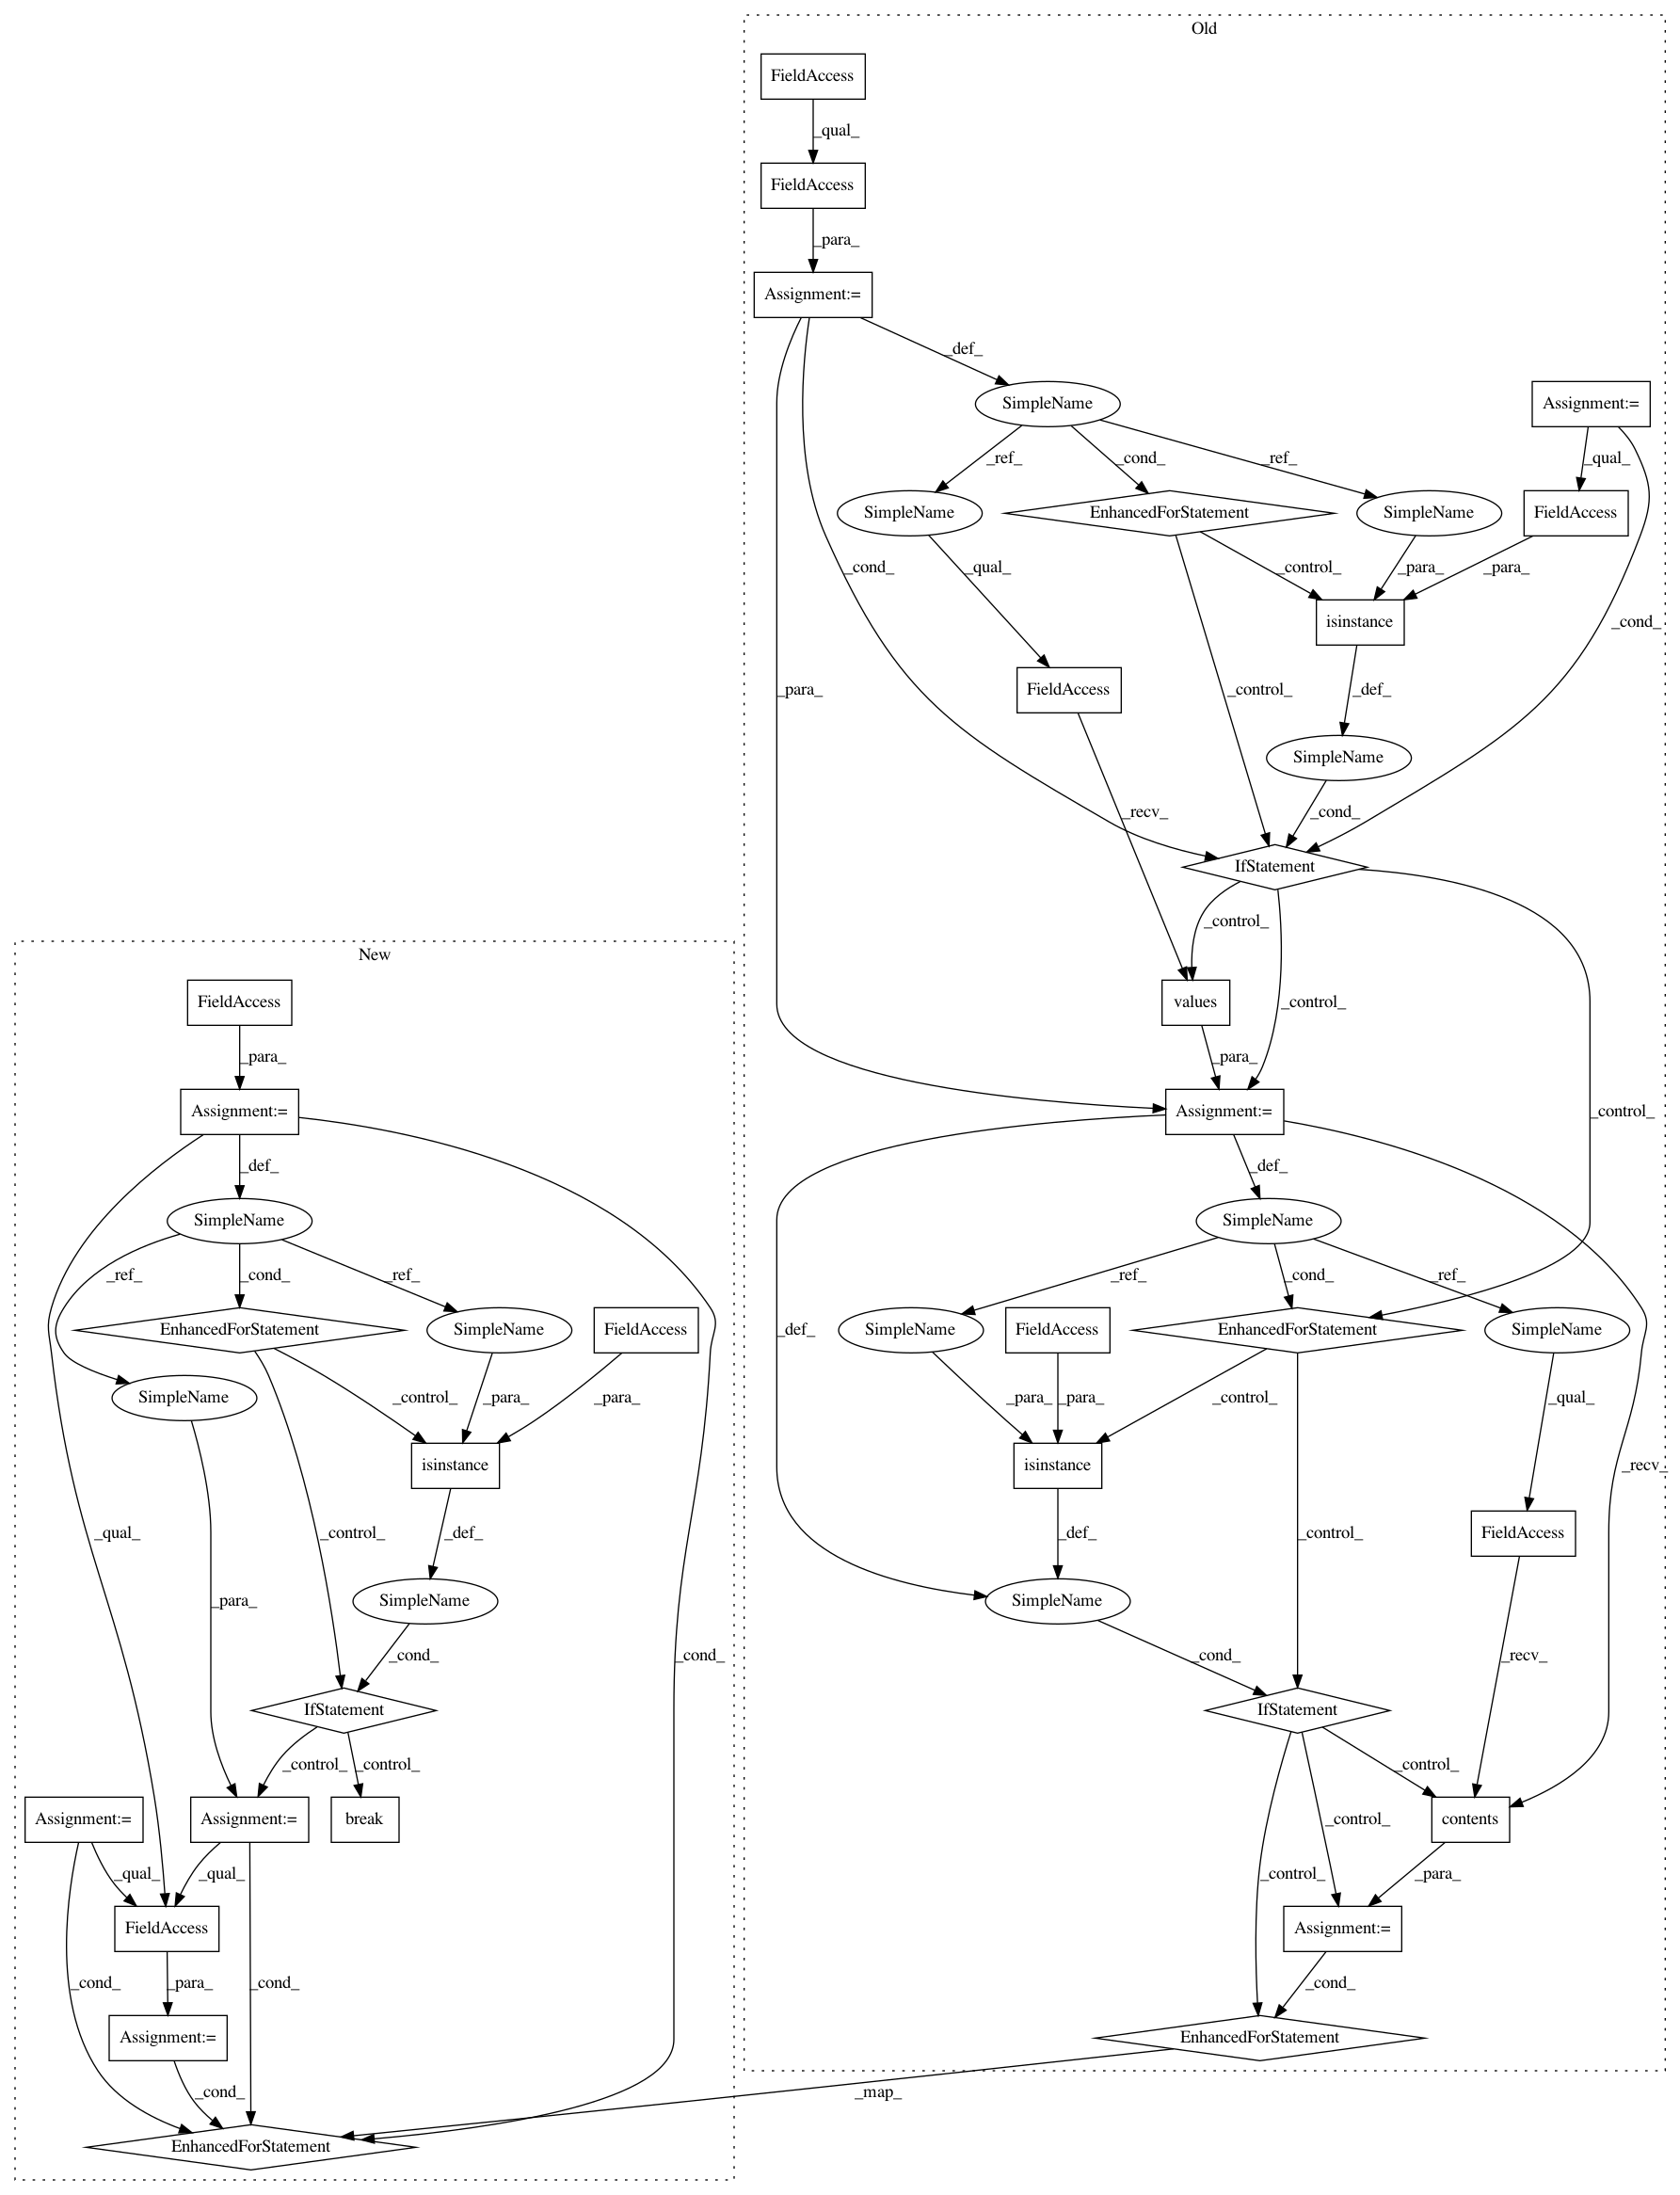 Old
FieldAccess
_qual_
FieldAccess
_para_
Assignment:=
_def_
SimpleName
Assignment:=
_ref_
_cond_
_ref_
_qual_
SimpleName
EnhancedForStatement
SimpleName
FieldAccess
_cond_
_qual_
_control_
_para_
_para_
isinstance
_cond_
FieldAccess
_para_
_control_
_def_
SimpleName
_recv_
_cond_
IfStatement
_control_
values
_control_
_para_
Assignment:=
_control_
_def_
SimpleName
_ref_
_cond_
_ref_
SimpleName
FieldAccess
EnhancedForStatement
SimpleName
_def_
_para_
_para_
_control_
_qual_
isinstance
_recv_
_def_
_control_
FieldAccess
SimpleName
_cond_
_recv_
IfStatement
_control_
contents
_control_
_control_
_para_
Assignment:=
_cond_
EnhancedForStatement
_map_
New
FieldAccess
_para_
Assignment:=
_def_
SimpleName
_ref_
_cond_
_ref_
EnhancedForStatement
SimpleName
FieldAccess
SimpleName
_control_
_para_
_para_
isinstance
_qual_
_control_
_def_
_para_
SimpleName
_cond_
_cond_
IfStatement
_control_
_control_
Assignment:=
Assignment:=
break
_qual_
_qual_
FieldAccess
_cond_
_para_
_cond_
Assignment:=
_cond_
EnhancedForStatement